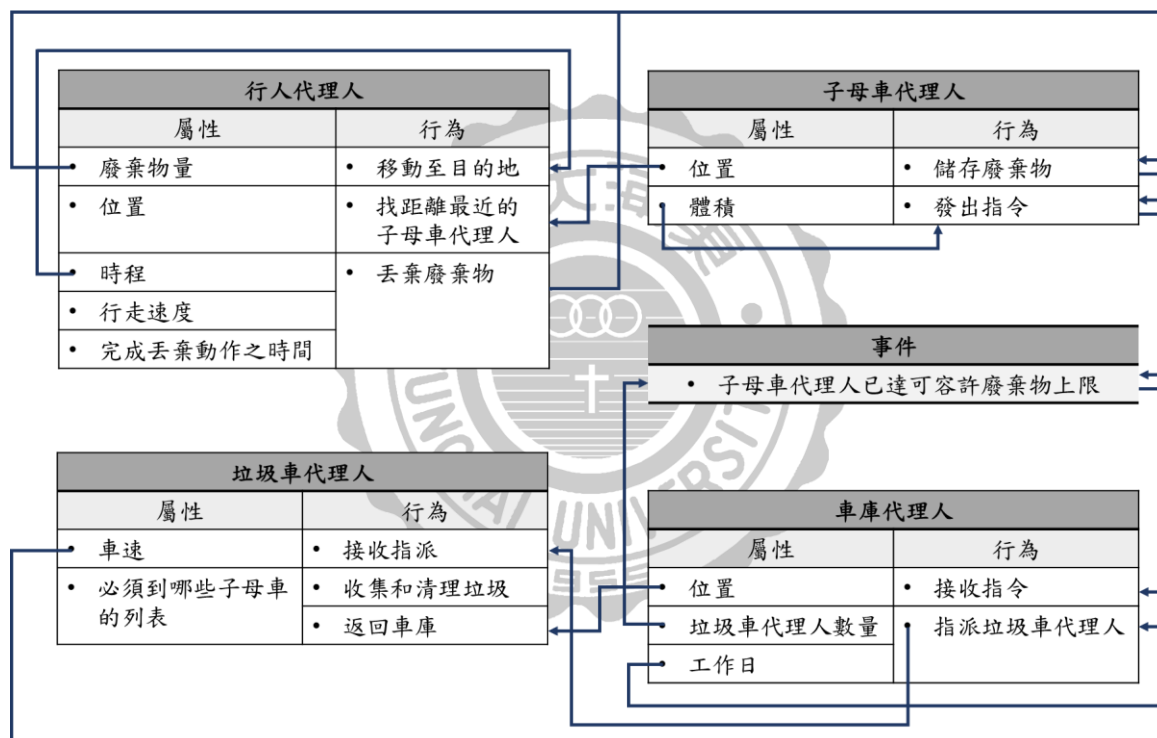 行人代理人
屬性
行為
• 廢棄物量
• 移動至目的地
• 位置
• 找距離最近的
子母車代理人
• 時程
• 丟棄廢棄物
• 行走速度
• 完成丟棄動作之時間
子母車代理人
屬性
行為
• 位置
• 儲存廢棄物
• 體積
• 發出指令
事件
• 子母車代理人已達可容許廢棄物上限
垃圾車代理人
屬性
行為
• 車速
• 接收指派
• 必須到哪些子母車
的列表
• 收集和清理垃圾
• 返回車庫
車庫代理人
屬性
行為
• 位置
• 接收指令
• 垃圾車代理人數量
• 指派垃圾車代理人
• 工作日
UNIVERSITY